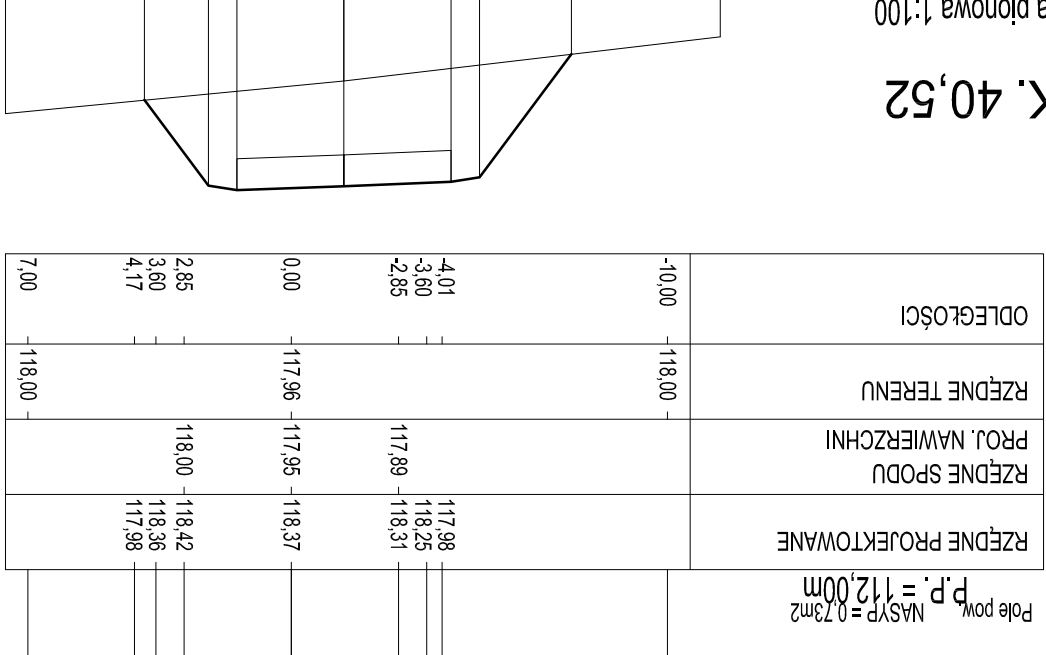 Pole pow. NASYP = 0,73m2
P.P. = 112,00m
RZĘDNE PROJEKTOWANE 117,98 118,25 118,31 118,37 118,42 118,36 117,98
RZĘDNE SPODU
PROJ. NAWIERZCHNI 117,89 117,95 118,00
RZĘDNE TERENU 118,00 117,96 118,00
ODLEGŁOŚCI -10,00 -4,01 -3,60 -2,85 0,00 2,85 3,60 4,17 7,00
40,52
pionowa 1:100